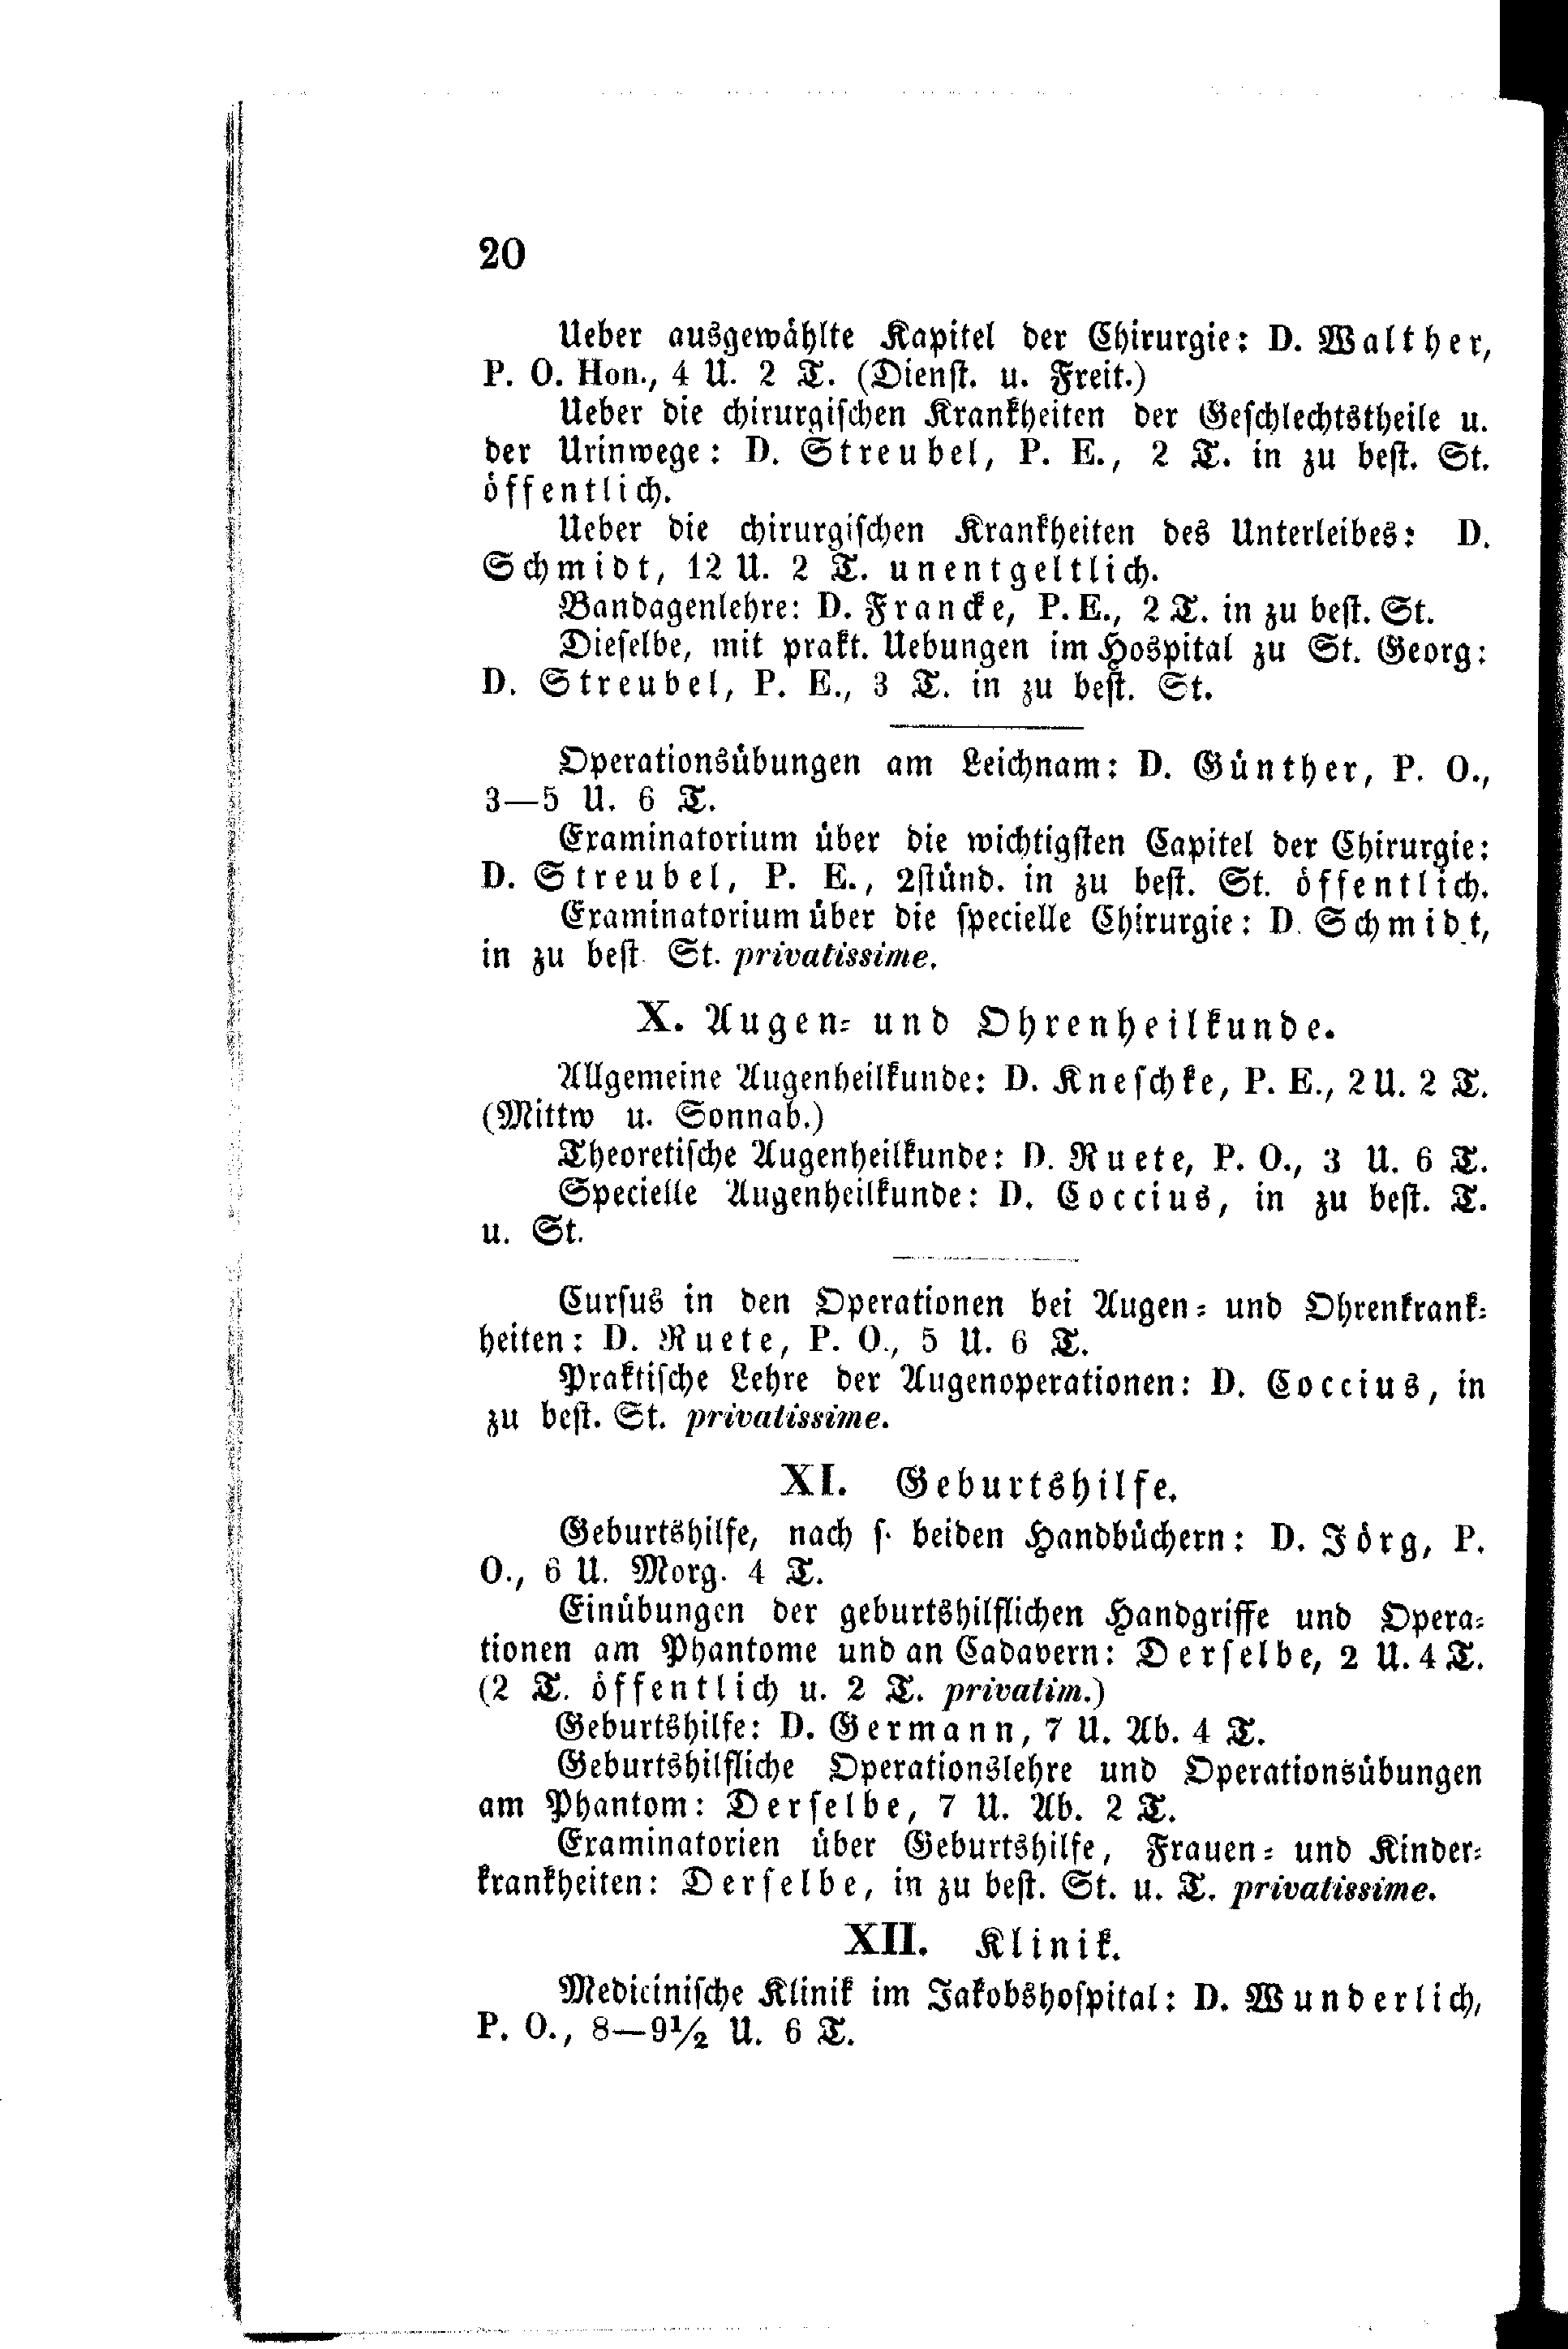 20
Ueber ausgewählte Kapitel der Chirurgie: D. Walther,
P. O. Hon., 4 U. 2 T. (Dienst. u. Freit.)
Ueber die chirurgischen Krankheiten der Geschlechtstheile u.
der Urinwege: D. Streubel, P. E., 2 T. in zu best. St.
öffentlich.
Ueber die chirurgischen Krankheiten des Unterleibes: D.
Schmidt, 12 U. 2 T. unentgeltlich.
Bandagenlehre: D. Francke, P. E., 2 T. in zu best. St.
Dieselbe, mit prakt. Uebungen im Hospital zu St. Georg:
D. Streubel, P. E., 3 T. in zu best. St.
Operationsübungen am Leichnam: D. Günther, P. O.,
3—5 U. 6 T.
Examinatorium über die wichtigsten Capitel der Chirurgie:
D. Streubel, P. E., 2stünd. in zu best. St. öffentlich.
Examinatorium über die specielle Chirurgie: D. Schmidt,
in zu best. St. privatissime.
X. Augen- und Ohrenheilkunde.
Allgemeine Augenheilkunde: D. Kneschke, P. E., 2 U. 2 T.
(Mittw u. Sonnab.)
Theoretische Augenheilkunde: D. Ruete, P. O., 3 U. 6 T.
Specielle Augenheilkunde: D. Coccius, in zu best. T.
u. St.
Cursus in den Operationen bei Augen- und Ohrenkrank-
heiten: D. Ruete, P. O., 5 U. 6 T.
Praktische Lehre der Augenoperationen: D. Coccius, in
zu best. St. privatissime.
XI. Geburtshilfe.
Geburtshilfe, nach s. beiden Handbüchern: D. Jörg, P.
O., 6 U. Morg. 4 T.
Einübungen der geburtshilflichen Handgriffe und Opera-
tionen am Phantome und an Cadavern: Derselbe, 2 U. 4 T.
(2 T. öffentlich u. 2 T. privatim.)
Geburtshilfe: D. Germann, 7 U. Ab. 4 T.
Geburtshilfliche Operationslehre und Operationsübungen
am Phantom: Derselbe, 7 U. Ab. 2 T.
Examinatorien über Geburtshilfe, Frauen- und Kinder-
krankheiten: Derselbe, in zu best. St. u. T. privatissime.
XII. Klinik.
Medicinische Klinik im Jakobshospital: D. Wunderlich,
P. O., 8—9½ U. 6 T.